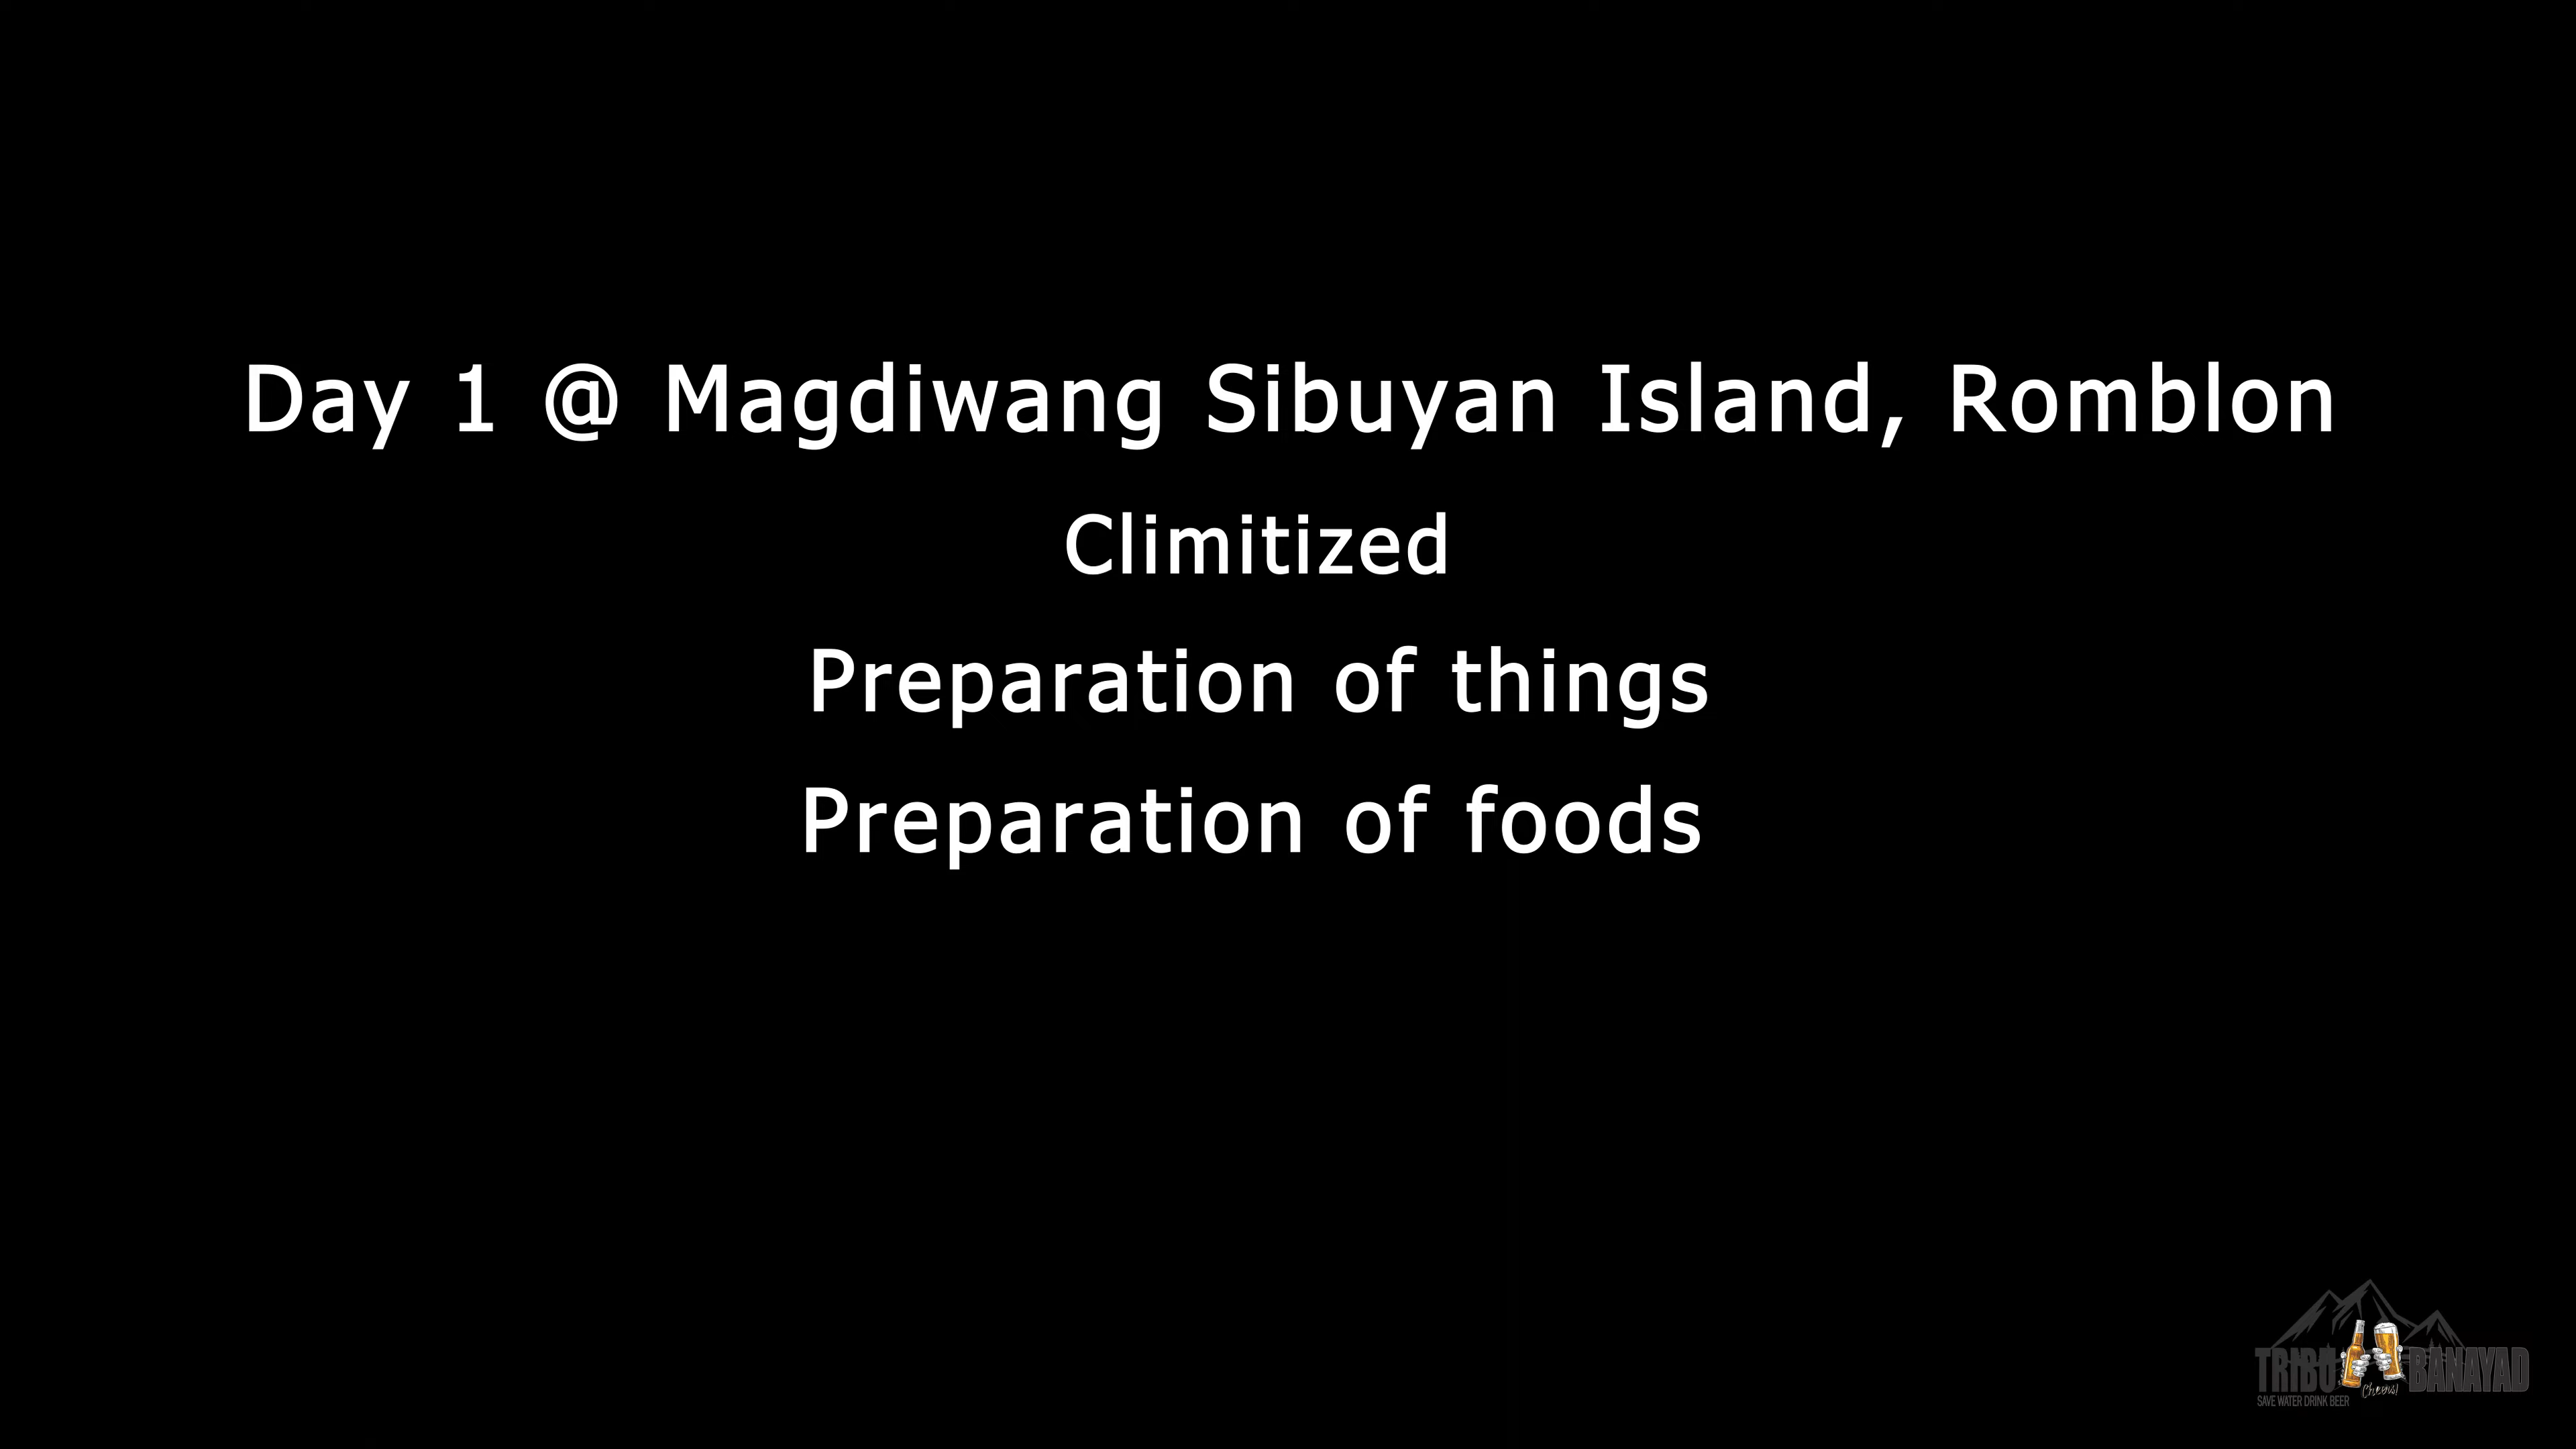 Day 1 @ Magdiwang Sibuyan Island, Romblon
Climitized
Preparation of things
Preparation of foods
TRIBU BANAYAD
SAVE WATER DRINK BEER
Cheers!